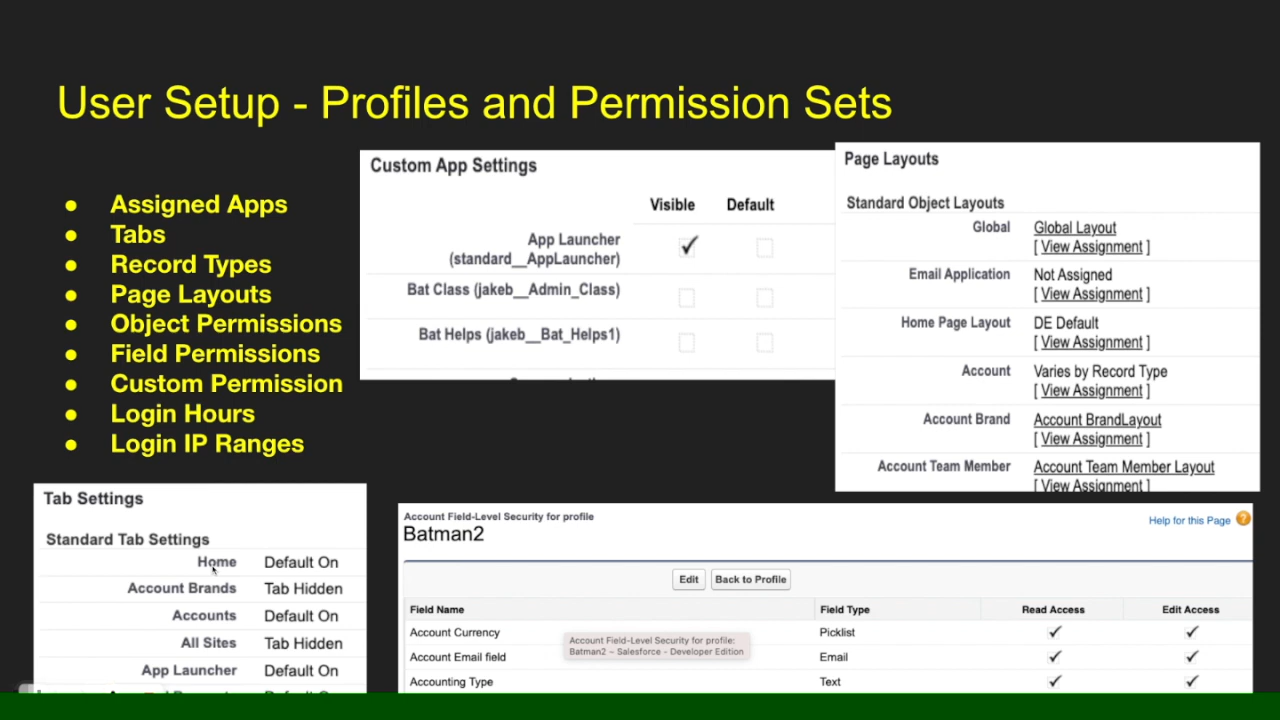 User Setup - Profiles and Permission Sets
● Assigned Apps
● Tabs
● Record Types
● Page Layouts
● Object Permissions
● Field Permissions
● Custom Permission
● Login Hours
● Login IP Ranges
Custom App Settings
Visible Default
App Launcher
(standard__AppLauncher)
Bat Class (jakeb__Admin_Class)
Bat Helps (jakeb__Bat_Helps1)
Page Layouts
Standard Object Layouts
Global Global Layout
[ View Assignment ]
Email Application Not Assigned
[ View Assignment ]
Home Page Layout DE Default
[ View Assignment ]
Account Varies by Record Type
[ View Assignment ]
Account Brand Account BrandLayout
[ View Assignment ]
Account Team Member Account Team Member Layout
[ View Assignment ]
Tab Settings
Standard Tab Settings
Home Default On
Account Brands Tab Hidden
Accounts Default On
All Sites Tab Hidden
App Launcher Default On
Account Field-Level Security for profile
Batman2
Help for this Page
Edit Back to Profile
Field Name Field Type Read Access Edit Access
Account Currency Picklist
Account Email field Email
Accounting Type Text
Account Field-Level Security for profile:
Batman2 ~ Salesforce - Developer Edition